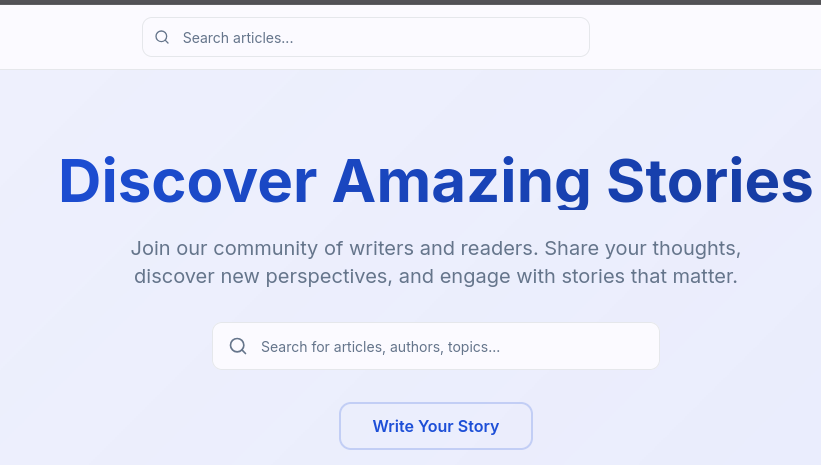 Search articles...
Discover Amazing Stories
Join our community of writers and readers. Share your thoughts,
discover new perspectives, and engage with stories that matter.
Search for articles, authors, topics...
Write Your Story